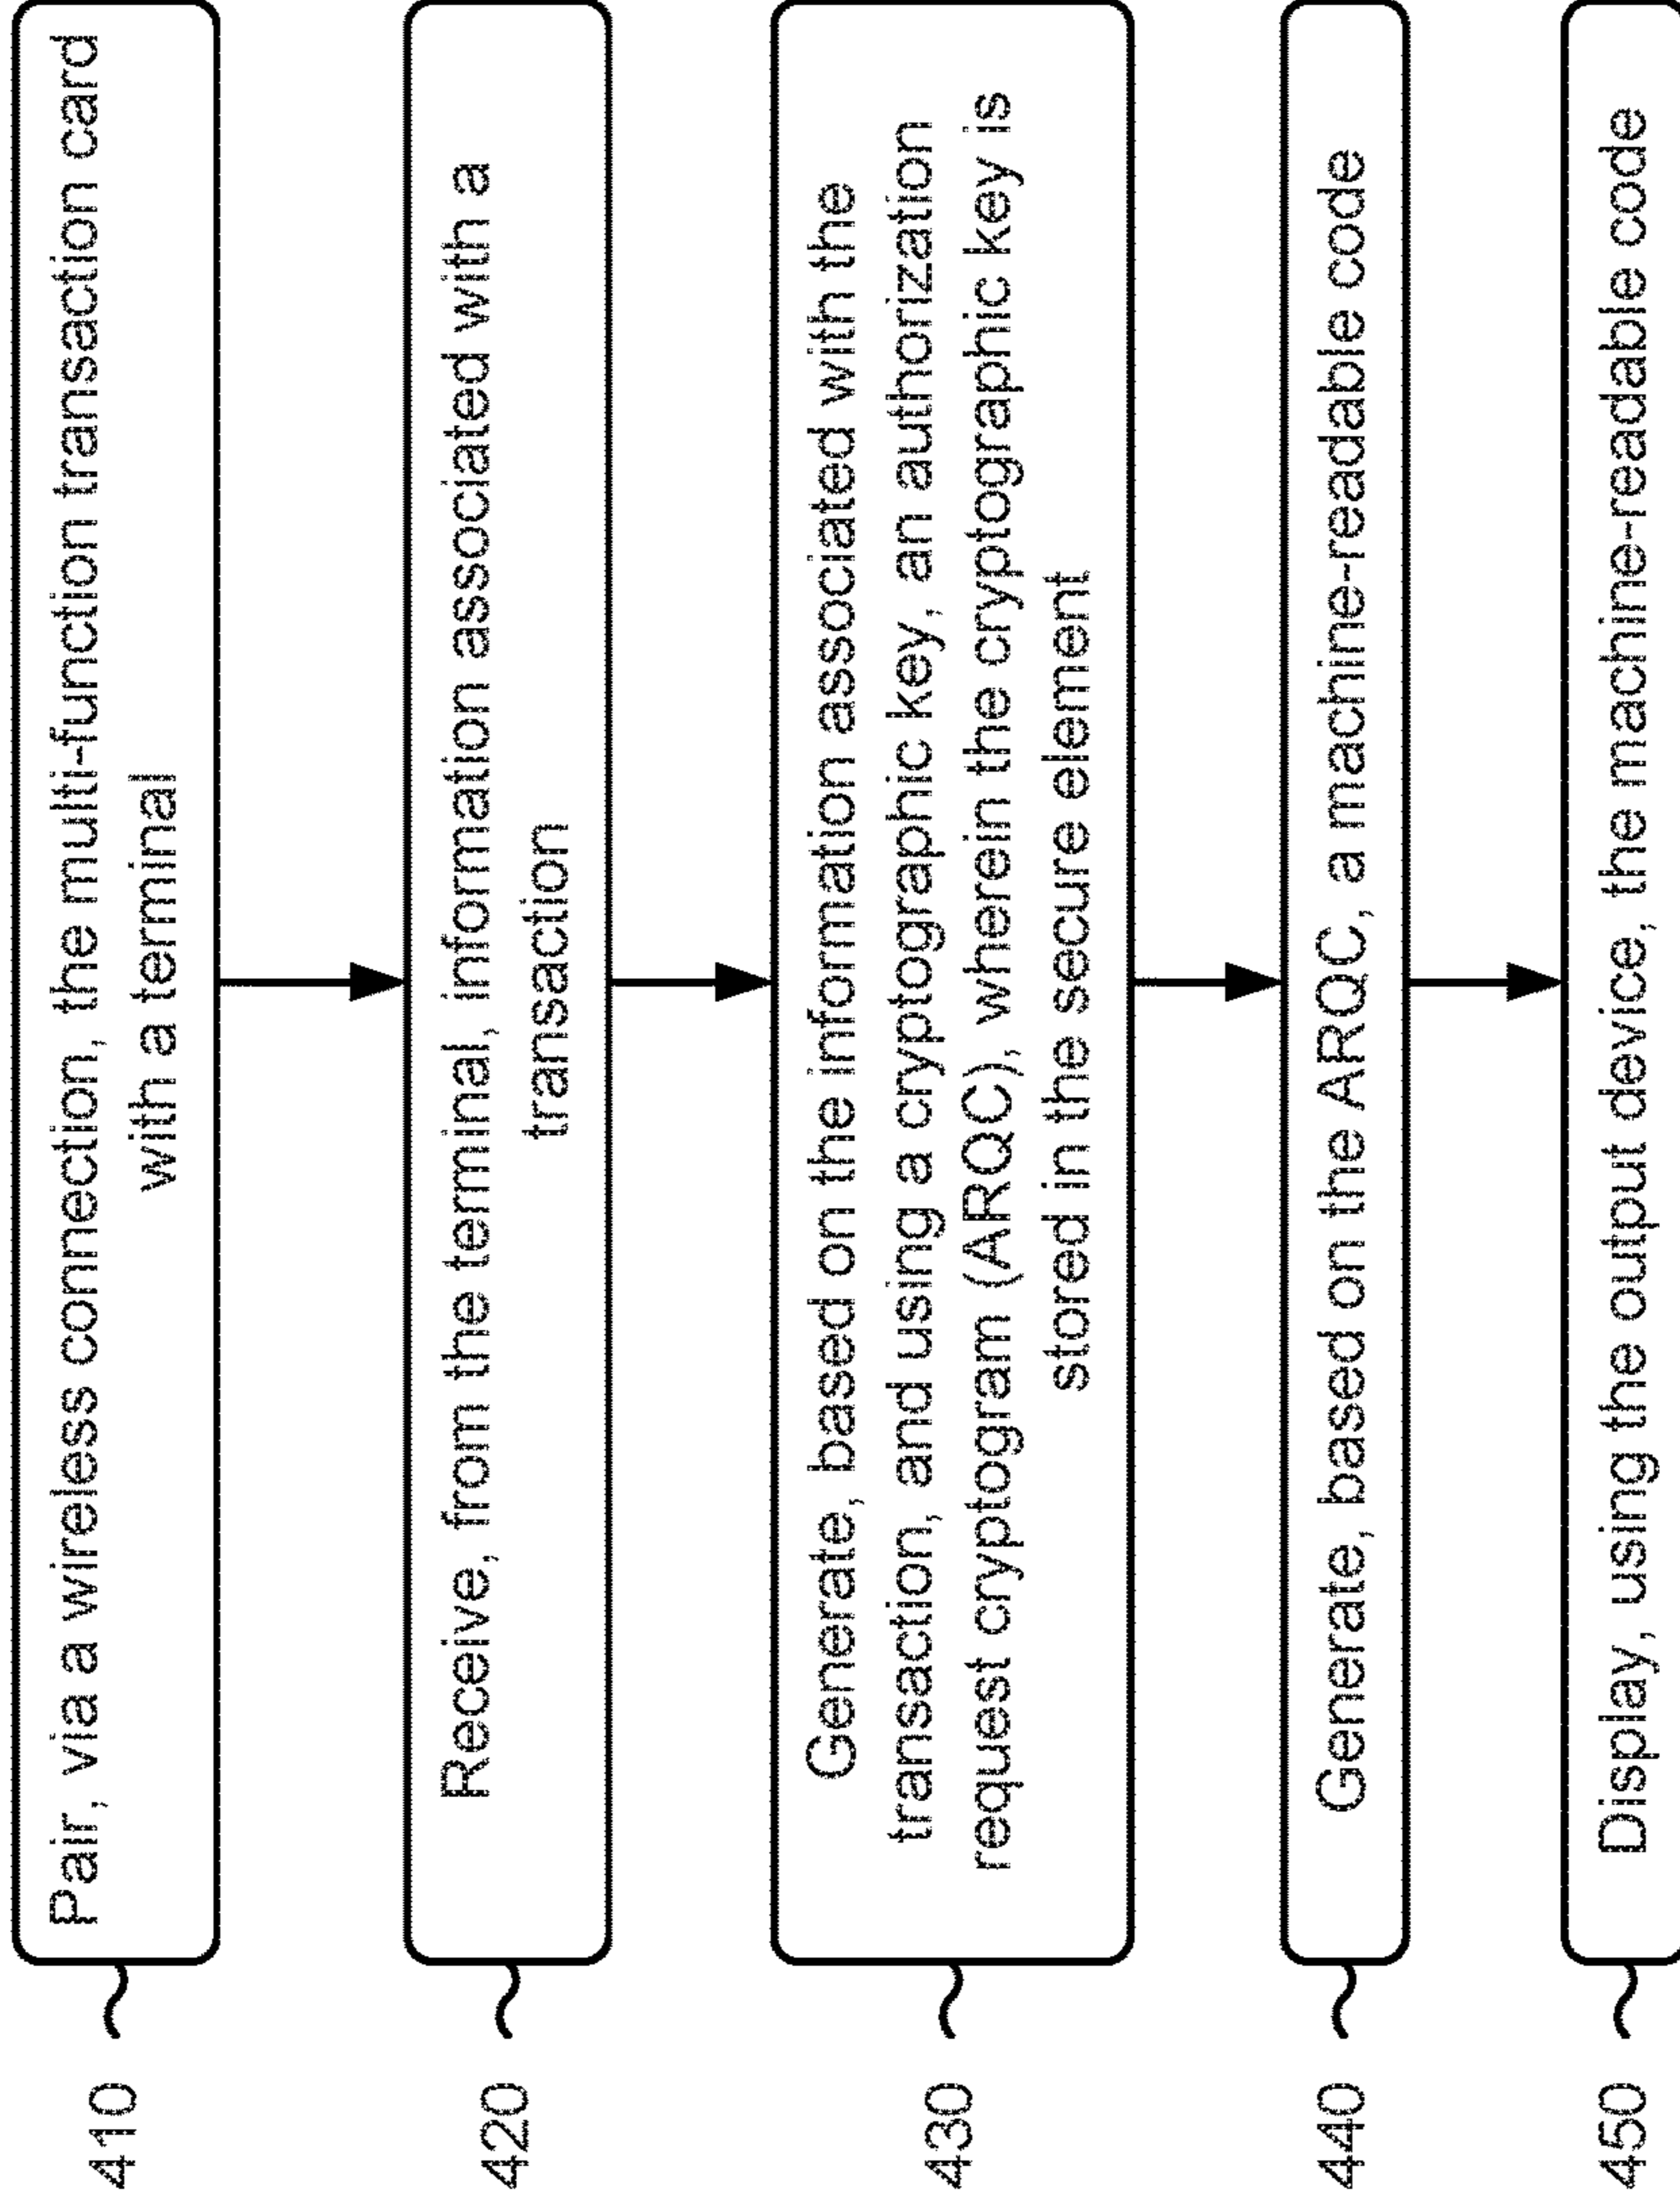 410
Pair, via a wireless connection, the multi-function transaction card
with a terminal
420
Receive, from the terminal, information associated with a
transaction
430
Generate, based on the information associated with the
transaction, and using a cryptographic key, an authorization
request cryptogram (ARQC), wherein the cryptographic key is
stored in the secure element
440
Generate, based on the ARQC, a machine-readable code
450
Display, using the output device, the machine-readable code